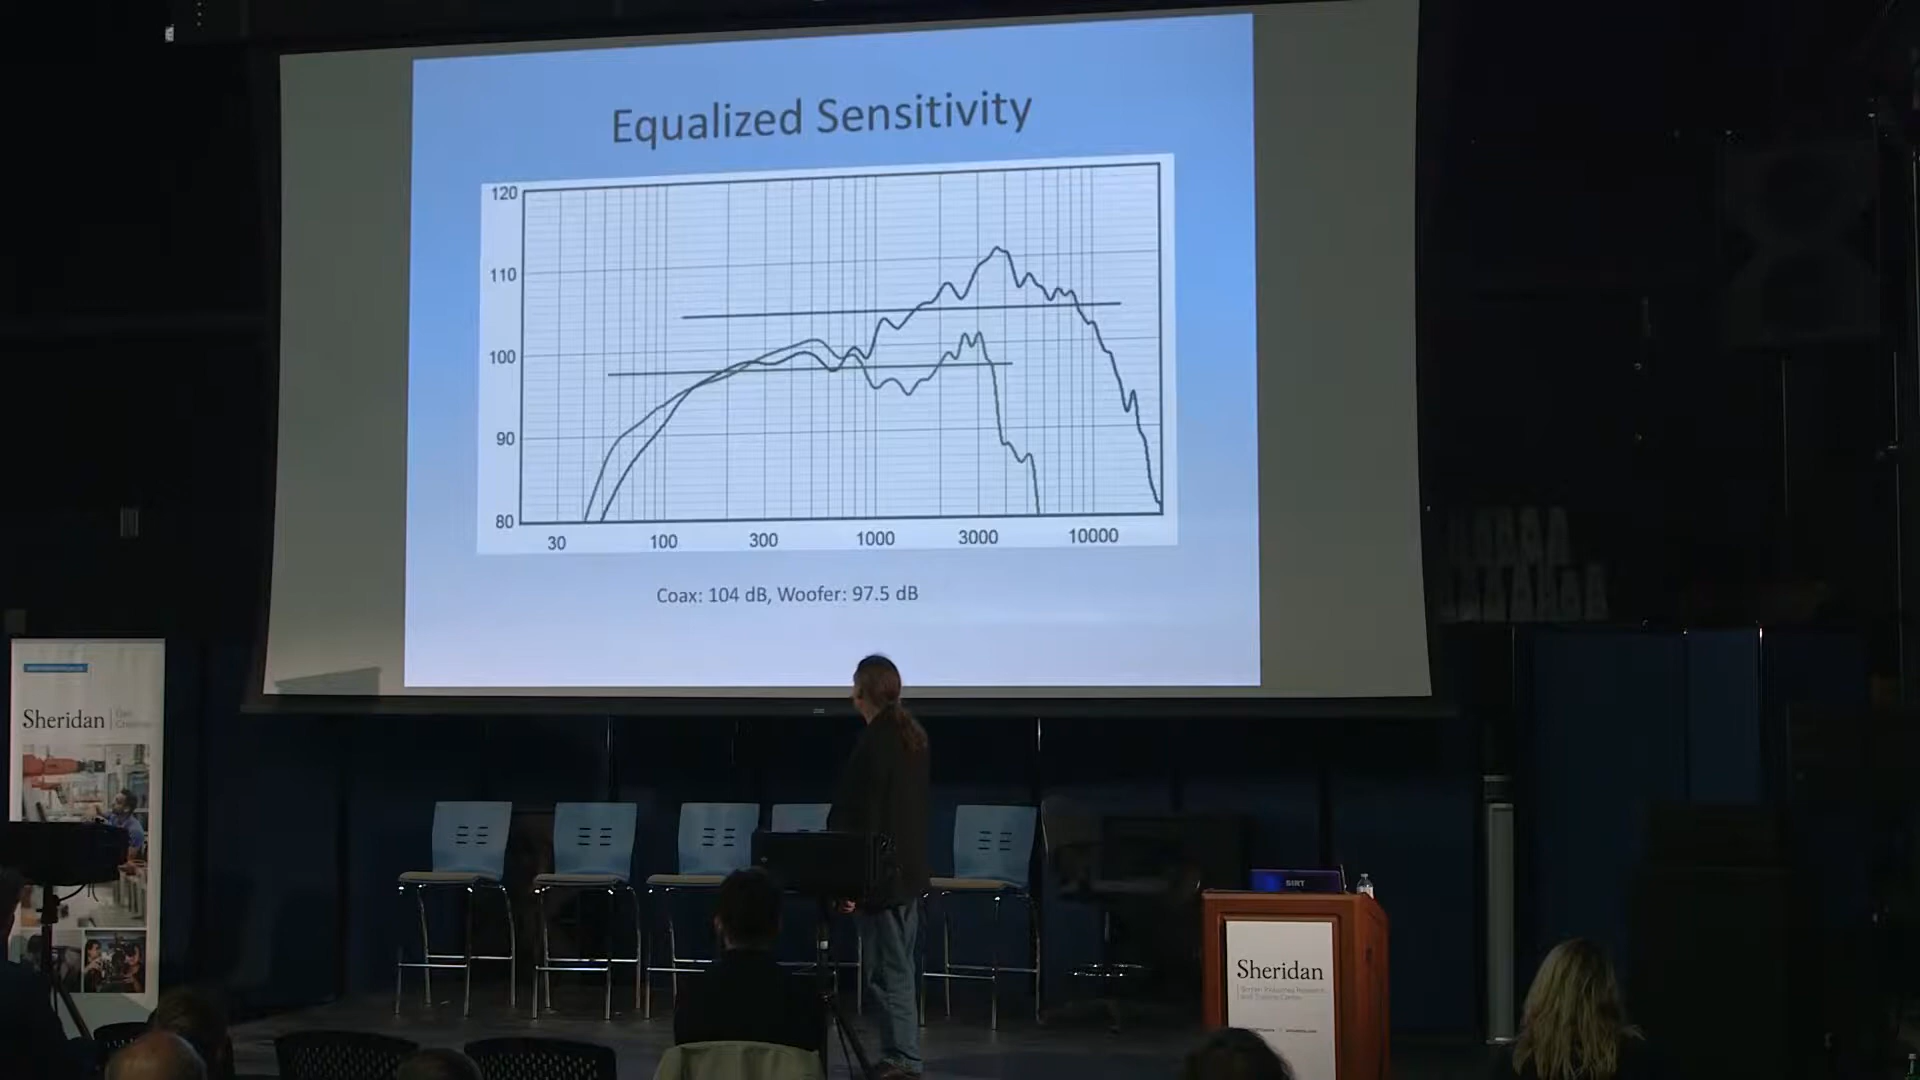 Equalized Sensitivity
120
110
100
90
80
30 100 300 1000 3000 10000
Coax: 104 dB, Woofer: 97.5 dB
Sheridan
SIRT
Sheridan